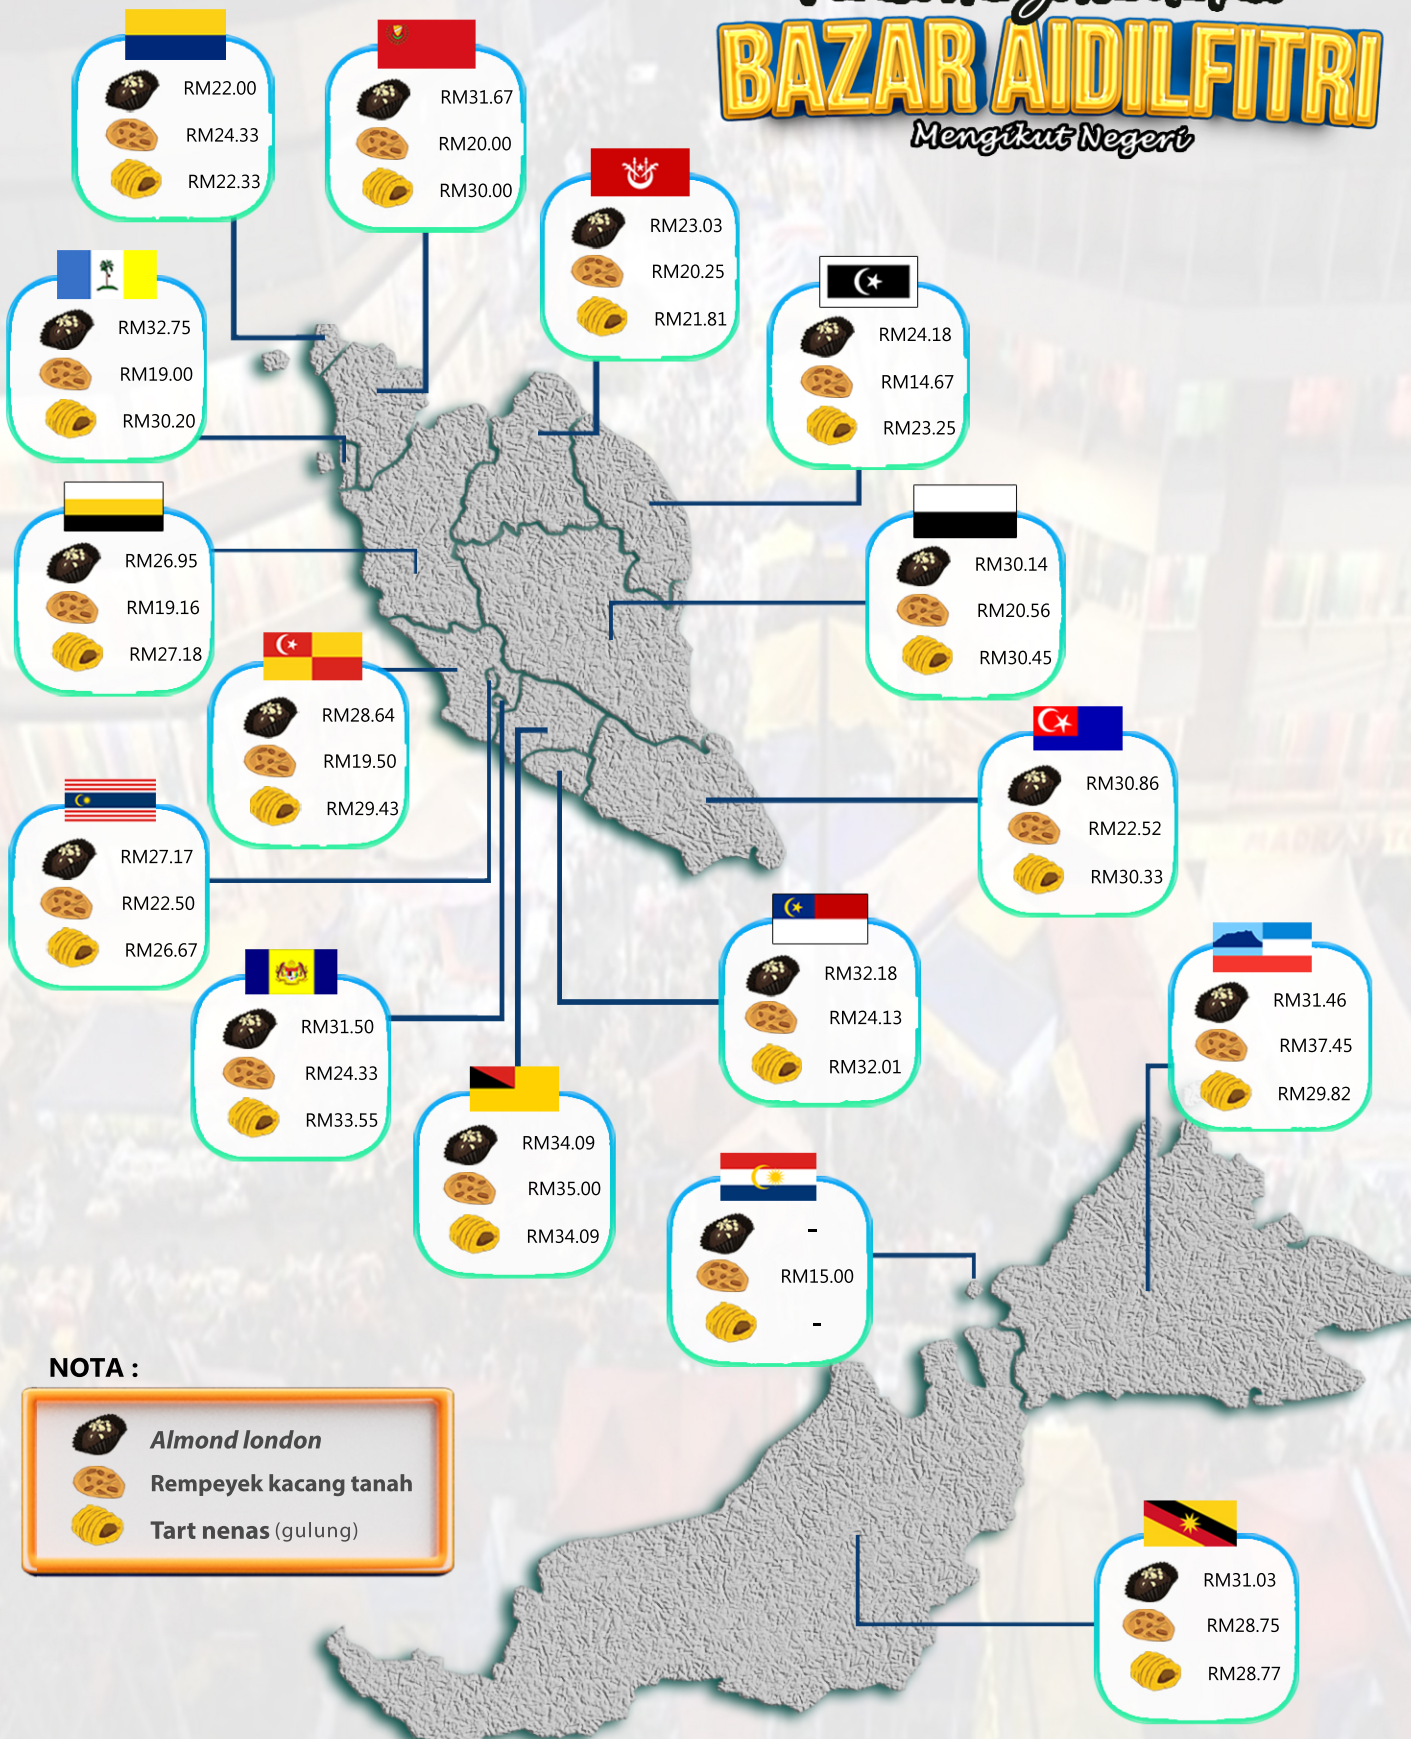 BAZAR AIDILFITRI
Mengikut Negeri
RM22.00
RM24.33
RM22.33
RM31.67
RM20.00
RM30.00
RM23.03
RM20.25
RM21.81
RM24.18
RM14.67
RM23.25
RM32.75
RM19.00
RM30.20
RM26.95
RM19.16
RM27.18
RM30.14
RM20.56
RM30.45
RM28.64
RM19.50
RM29.43
RM30.86
RM22.52
RM30.33
RM27.17
RM22.50
RM26.67
RM32.18
RM24.13
RM32.01
RM31.46
RM37.45
RM29.82
RM31.50
RM24.33
RM33.55
RM34.09
RM35.00
RM34.09
-
RM15.00
-
NOTA :
Almond london
Rempeyek kacang tanah
Tart nenas (gulung)
RM31.03
RM28.75
RM28.77